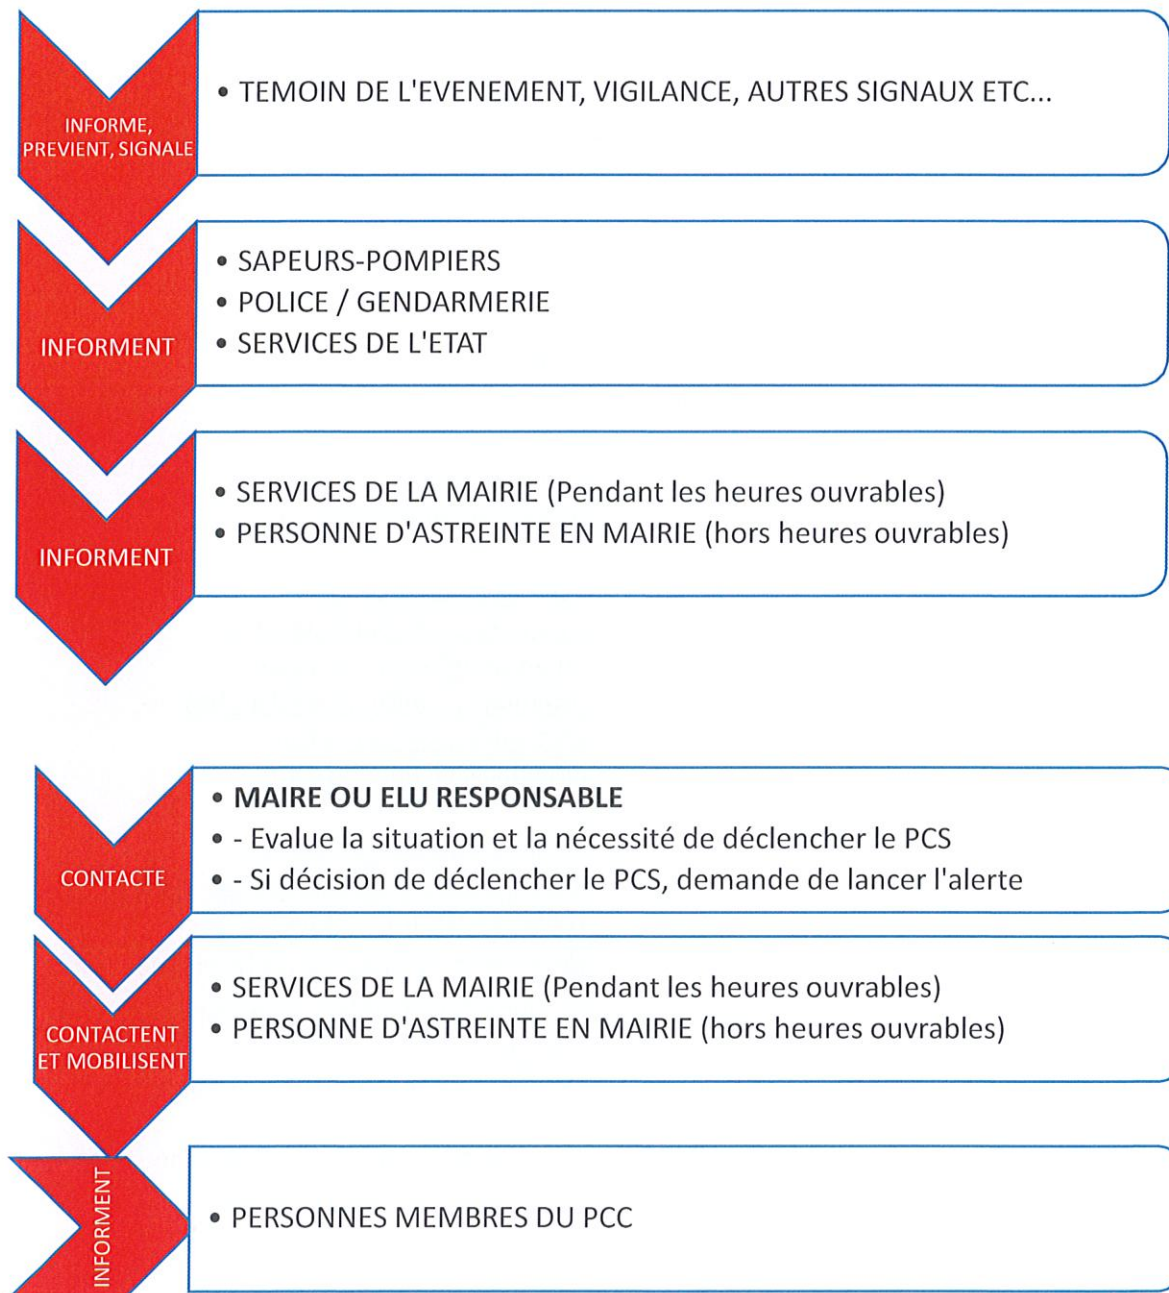 INFORME,
PREVIENT, SIGNALE
• TEMOIN DE L'EVENEMENT, VIGILANCE, AUTRES SIGNAUX ETC...
INFORMENT
• SAPEURS-POMPIERS
• POLICE / GENDARMERIE
• SERVICES DE L'ETAT
INFORMENT
• SERVICES DE LA MAIRIE (Pendant les heures ouvrables)
• PERSONNE D'ASTREINTE EN MAIRIE (hors heures ouvrables)
CONTACTE
• MAIRE OU ELU RESPONSABLE
• - Evalue la situation et la nécessité de déclencher le PCS
• - Si décision de déclencher le PCS, demande de lancer l'alerte
CONTACTENT
ET MOBILISENT
• SERVICES DE LA MAIRIE (Pendant les heures ouvrables)
• PERSONNE D'ASTREINTE EN MAIRIE (hors heures ouvrables)
INFORMENT
• PERSONNES MEMBRES DU PCC